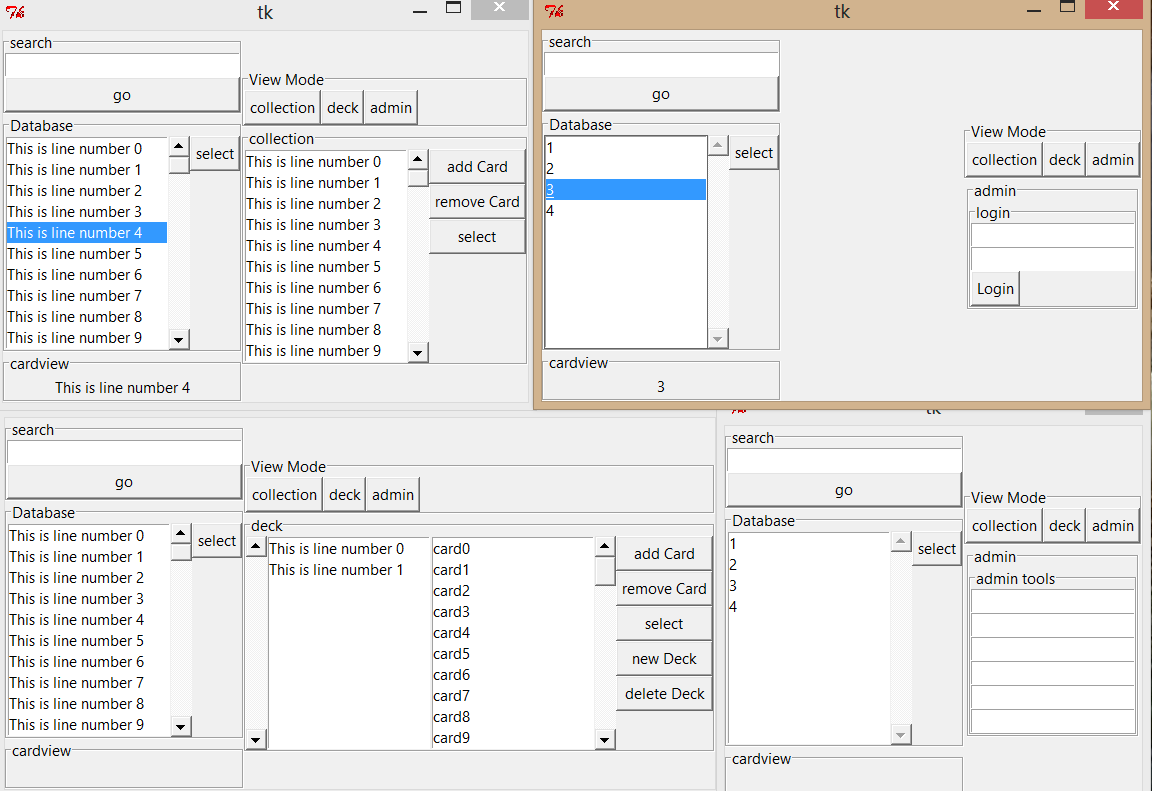 tk
search
go
Database
This is line number 0
This is line number 1
This is line number 2
This is line number 3
This is line number 4
This is line number 5
This is line number 6
This is line number 7
This is line number 8
This is line number 9
select
cardview
This is line number 4
View Mode
collection deck admin
collection
This is line number 0
This is line number 1
This is line number 2
This is line number 3
This is line number 4
This is line number 5
This is line number 6
This is line number 7
This is line number 8
This is line number 9
add Card
remove Card
select
tk
search
go
Database
1
2
3
4
select
cardview
3
View Mode
collection deck admin
admin
login
Login
search
go
Database
This is line number 0
This is line number 1
This is line number 2
This is line number 3
This is line number 4
This is line number 5
This is line number 6
This is line number 7
This is line number 8
This is line number 9
select
cardview
View Mode
collection deck admin
deck
This is line number 0
This is line number 1
card0
card1
card2
card3
card4
card5
card6
card7
card8
card9
add Card
remove Card
select
new Deck
delete Deck
tk
search
go
Database
1
2
3
4
select
cardview
View Mode
collection deck admin
admin
admin tools